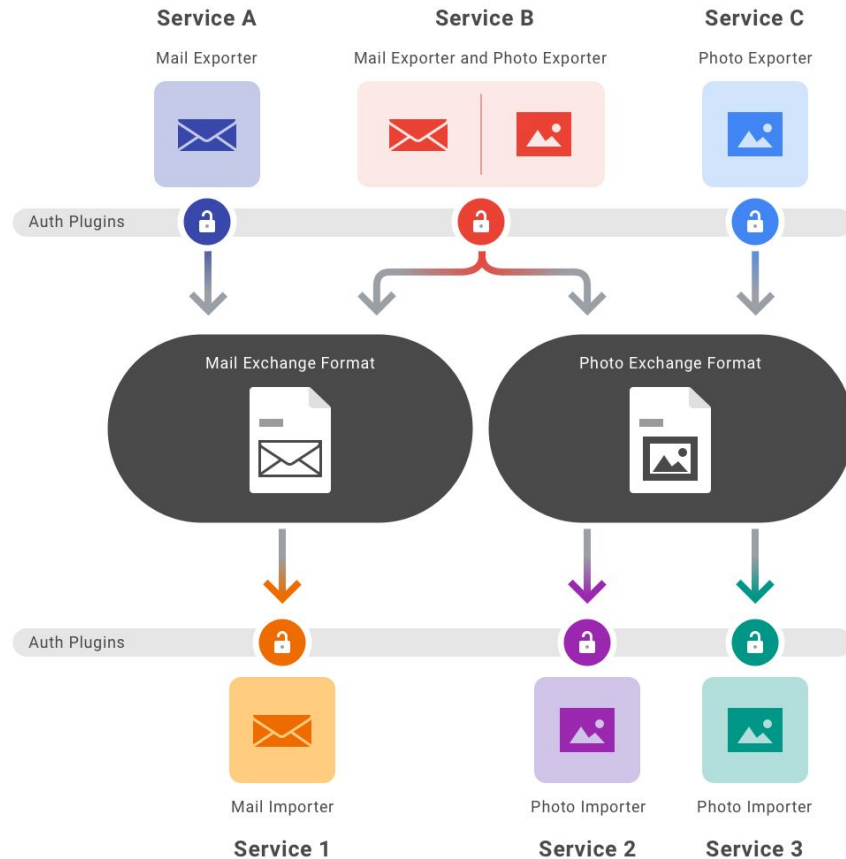 Service A
Service B
Service C
Mail Exporter
Mail Exporter and Photo Exporter
Photo Exporter
Auth Plugins
Mail Exchange Format
Photo Exchange Format
Auth Plugins
Mail Importer
Photo Importer
Photo Importer
Service 1
Service 2
Service 3